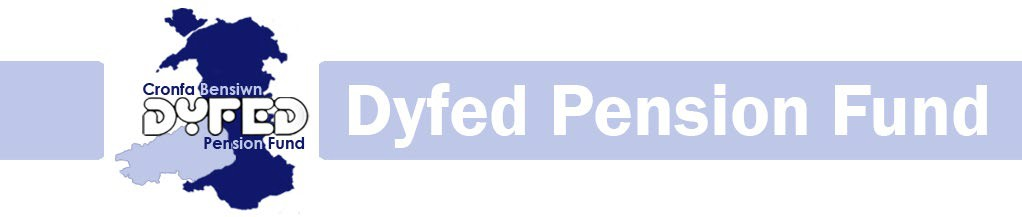 Cronfa Bensiwn
DYFED
Pension Fund
Dyfed Pension Fund